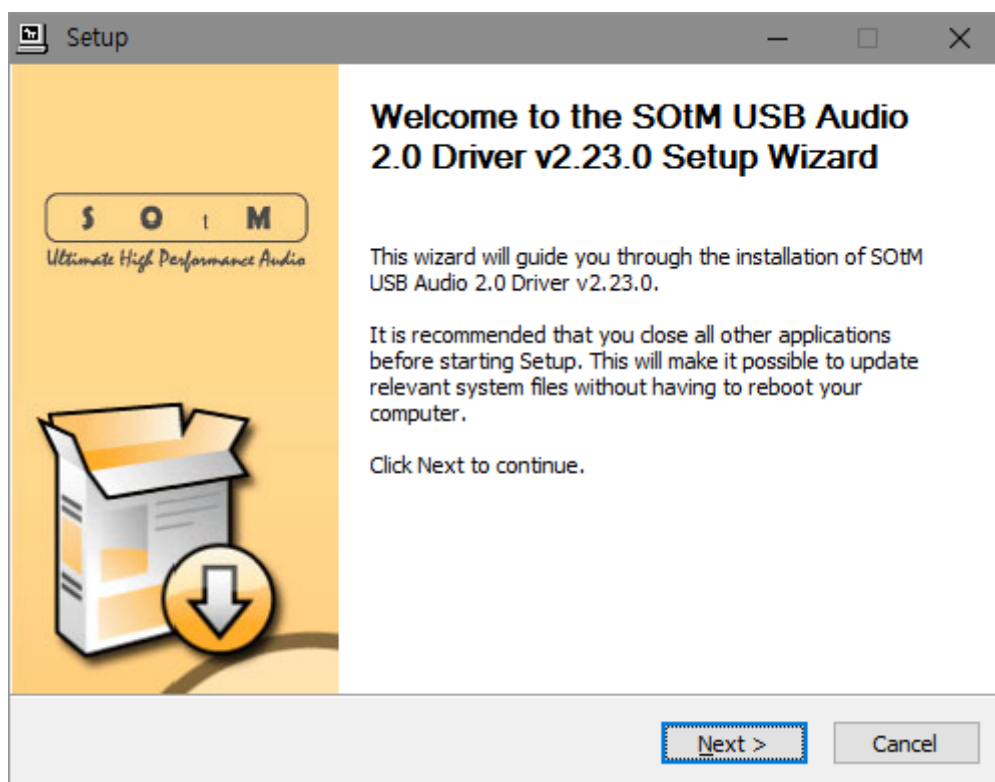 Setup
S O t M
Ultimate High Performance Audio
Welcome to the SOtM USB Audio
2.0 Driver v2.23.0 Setup Wizard
This wizard will guide you through the installation of SOtM
USB Audio 2.0 Driver v2.23.0.
It is recommended that you close all other applications
before starting Setup. This will make it possible to update
relevant system files without having to reboot your
computer.
Click Next to continue.
Next >
Cancel